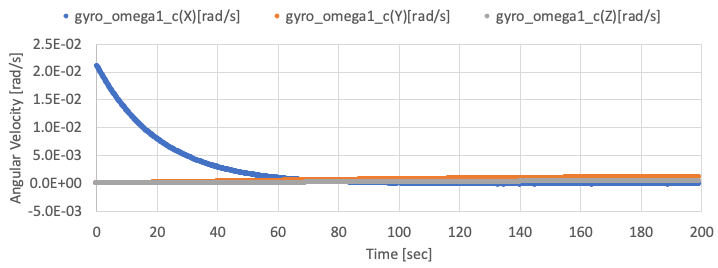 gyro_omega1_c(X)[rad/s] gyro_omega1_c(Y)[rad/s] gyro_omega1_c(Z)[rad/s]
Angular Velocity [rad/s]
2.5E-02
2.0E-02
1.5E-02
1.0E-02
5.0E-03
0.0E+00
-5.0E-03
0 20 40 60 80 100 120 140 160 180 200
Time [sec]